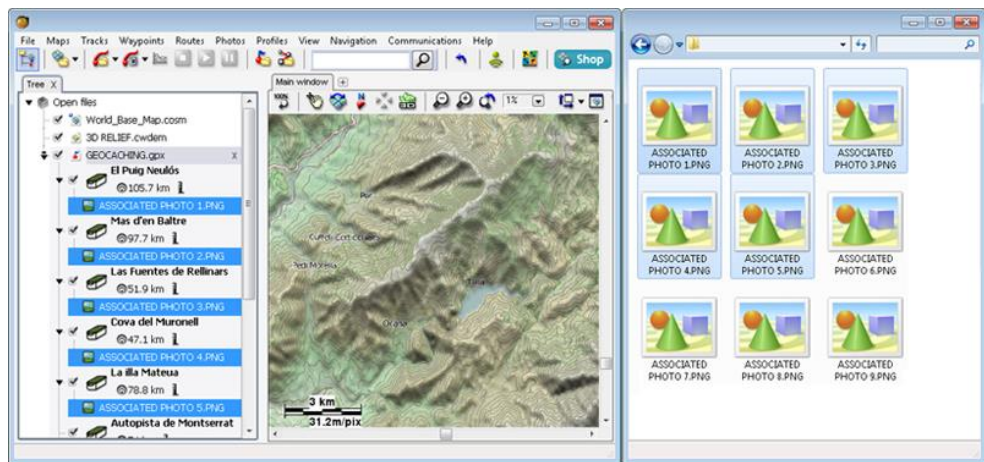 File Maps Tracks Waypoints Routes Photos Profiles View Navigation Communications Help
Shop
Tree X
Open files
World_Base_Map.cosm
3D RELIEF.cwdem
GEOCACHING.gpx x
El Puig Neulós
105.7 km
ASSOCIATED PHOTO 1.PNG
Mas d'en Baltre
97.7 km
ASSOCIATED PHOTO 2.PNG
Las Fuentes de Rellinars
51.9 km
ASSOCIATED PHOTO 3.PNG
Cova del Muronell
47.1 km
ASSOCIATED PHOTO 4.PNG
La illa Mateua
78.8 km
ASSOCIATED PHOTO 5.PNG
Autopista de Montserrat
Main window
100%
1%
3 km
31.2m/pix
ASSOCIATED PHOTO 1.PNG
ASSOCIATED PHOTO 2.PNG
ASSOCIATED PHOTO 3.PNG
ASSOCIATED PHOTO 4.PNG
ASSOCIATED PHOTO 5.PNG
ASSOCIATED PHOTO 6.PNG
ASSOCIATED PHOTO 7.PNG
ASSOCIATED PHOTO 8.PNG
ASSOCIATED PHOTO 9.PNG